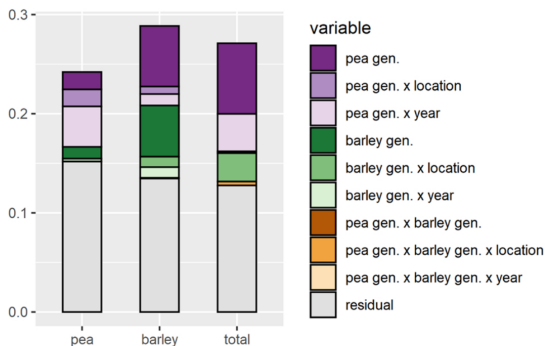 0.3
0.2
0.1
0.0
pea barley total
variable
pea gen.
pea gen. x location
pea gen. x year
barley gen.
barley gen. x location
barley gen. x year
pea gen. x barley gen.
pea gen. x barley gen. x location
pea gen. x barley gen. x year
residual